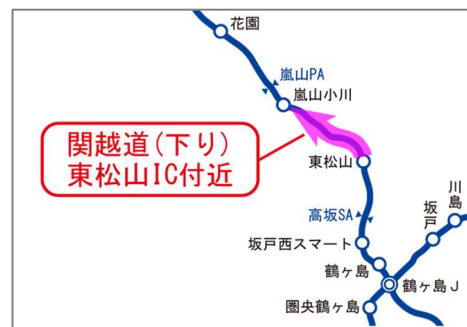 花園
嵐山PA
嵐山小川
関越道(下り)
東松山IC付近
東松山
川島
坂戸
高坂SA
坂戸西スマート
鶴ヶ島
鶴ヶ島J
圏央鶴ヶ島